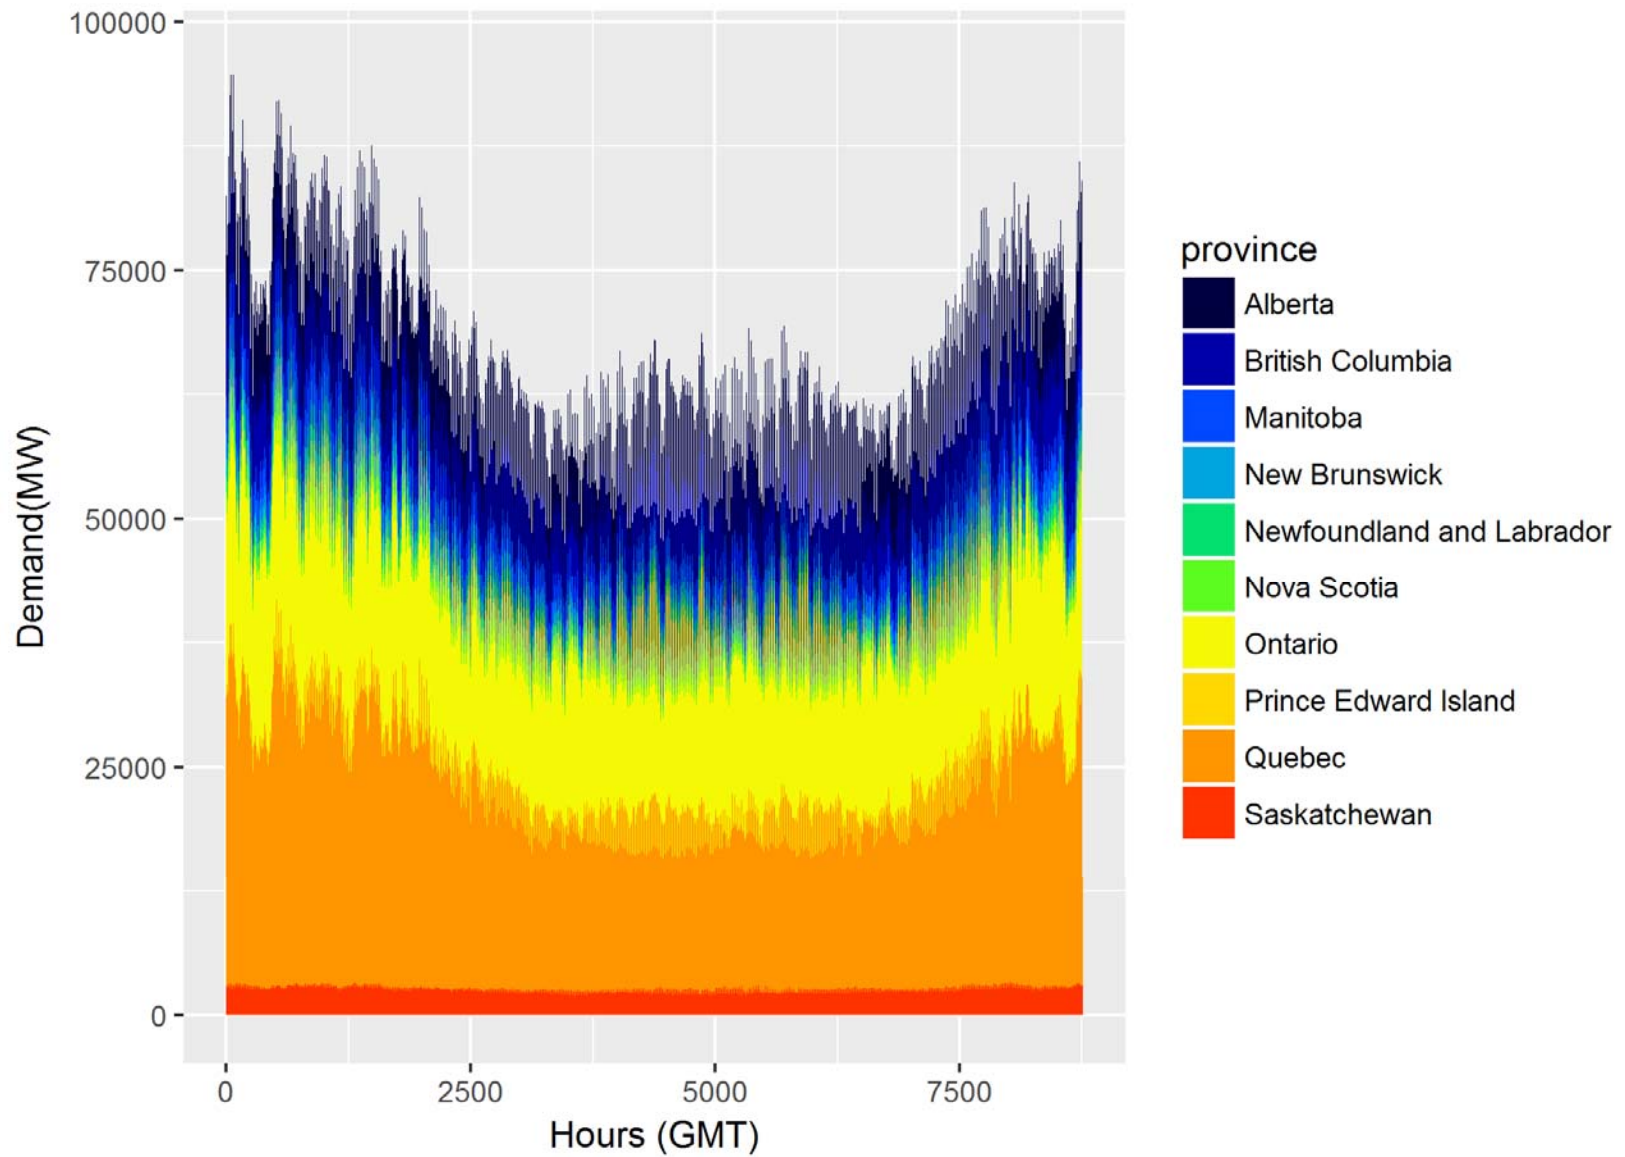 100000
75000
50000
25000
0
Demand(MW)
0 2500 5000 7500
Hours (GMT)
province
Alberta
British Columbia
Manitoba
New Brunswick
Newfoundland and Labrador
Nova Scotia
Ontario
Prince Edward Island
Quebec
Saskatchewan